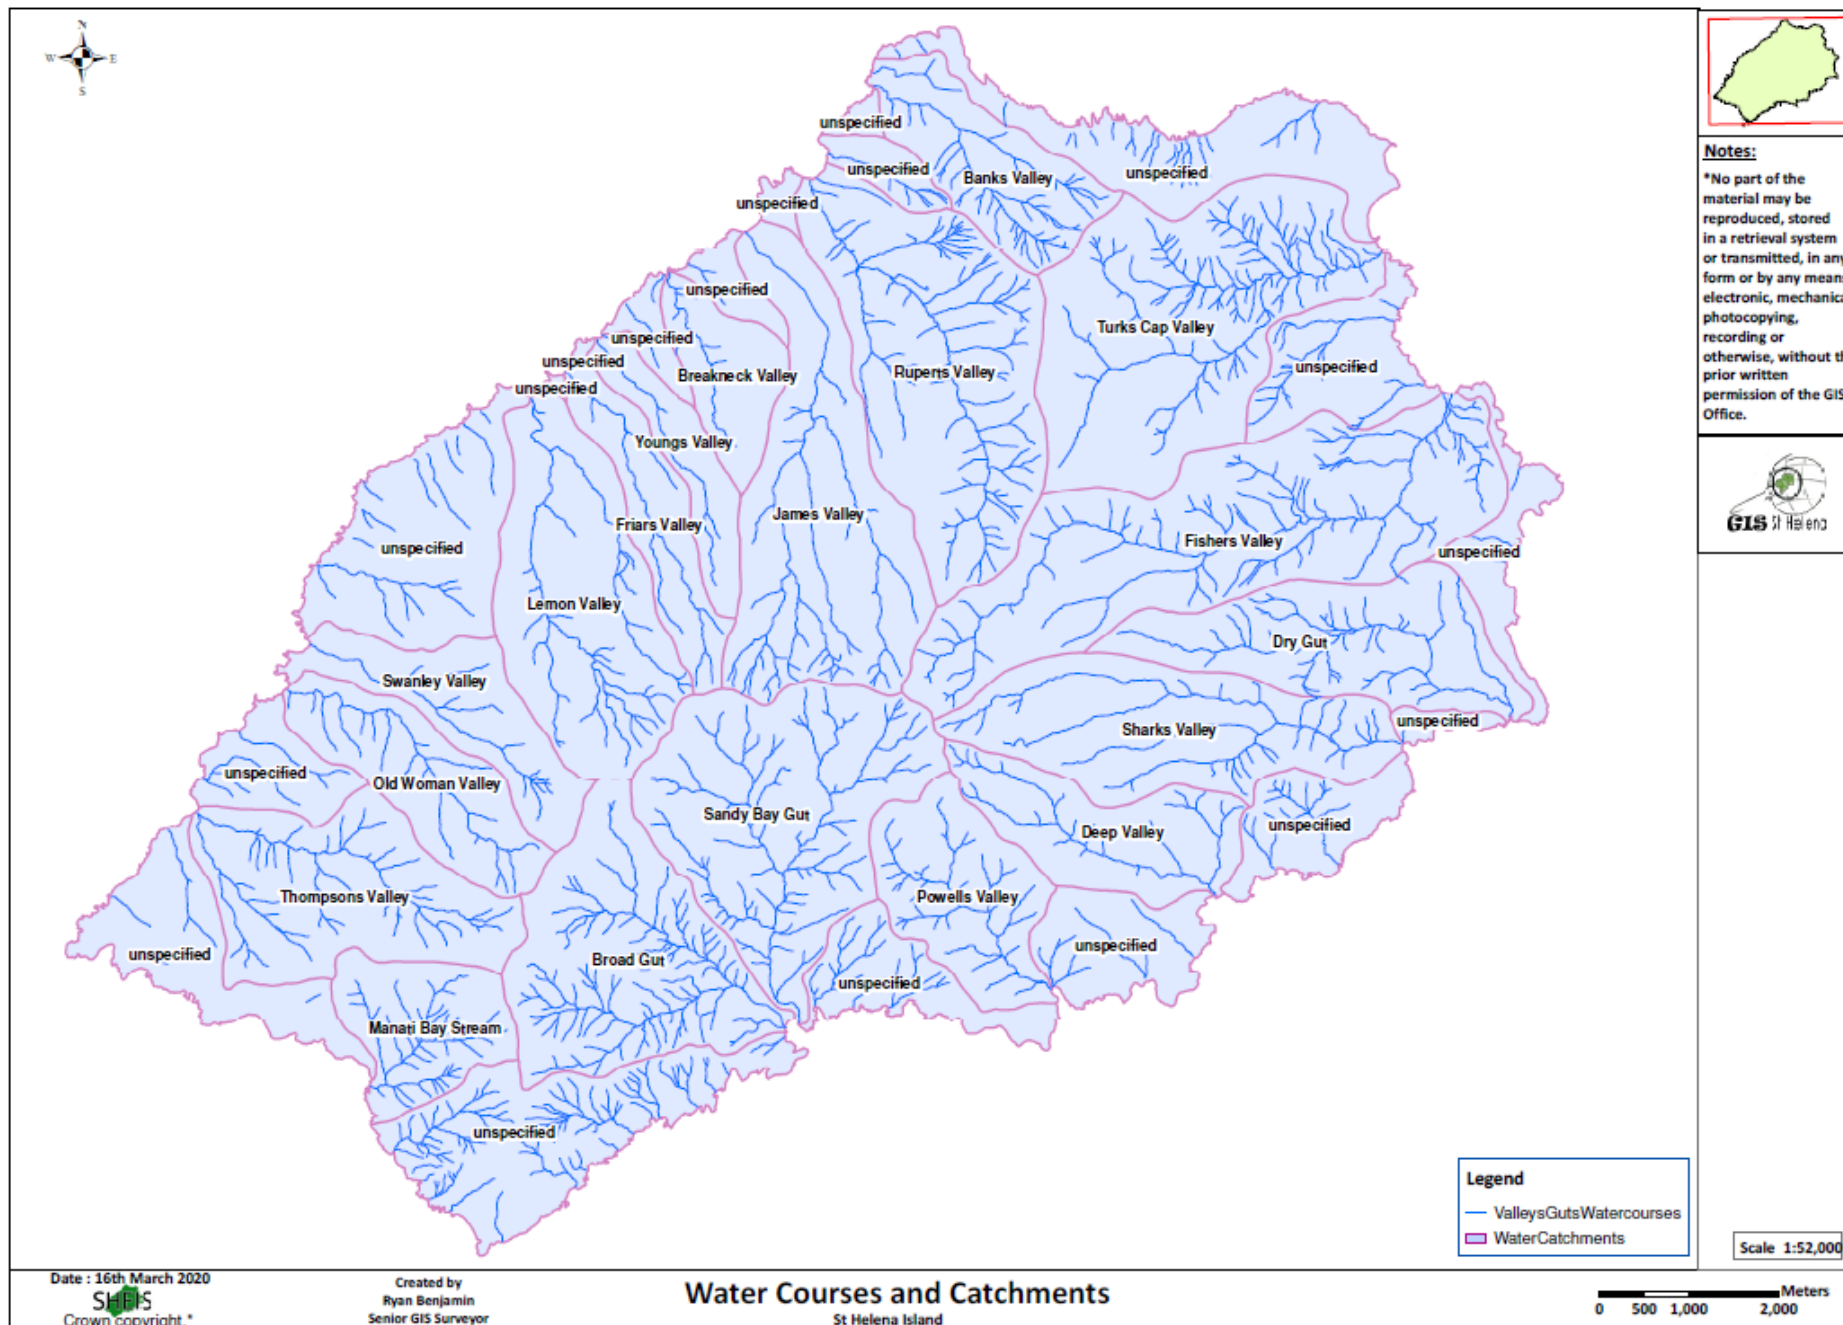 N
W E
S
unspecified
unspecified
Banks Valley
unspecified
unspecified
unspecified
Turks Cap Valley
unspecified
unspecified
unspecified
unspecified
Breakneck Valley
Ruperts Valley
unspecified
Youngs Valley
James Valley
Friars Valley
unspecified
Fishers Valley
unspecified
Lemon Valley
Dry Gut
Swanley Valley
Sharks Valley
unspecified
unspecified
Old Woman Valley
Sandy Bay Gut
Deep Valley
unspecified
Thompsons Valley
Powells Valley
unspecified
Broad Gut
unspecified
unspecified
Manati Bay Stream
unspecified
Notes:
*No part of the
material may be
reproduced, stored
in a retrieval system
or transmitted, in any
form or by any means
electronic, mechanica
photocopying,
recording or
otherwise, without th
prior written
permission of the GIS
Office.
GIS St Helena
Legend
ValleysGutsWatercourses
WaterCatchments
Scale 1:52,000
Date : 16th March 2020
SHEIS
Crown copyright.*
Created by
Ryan Benjamin
Senior GIS Surveyor
Water Courses and Catchments
St Helena Island
Meters
0 500 1,000 2,000